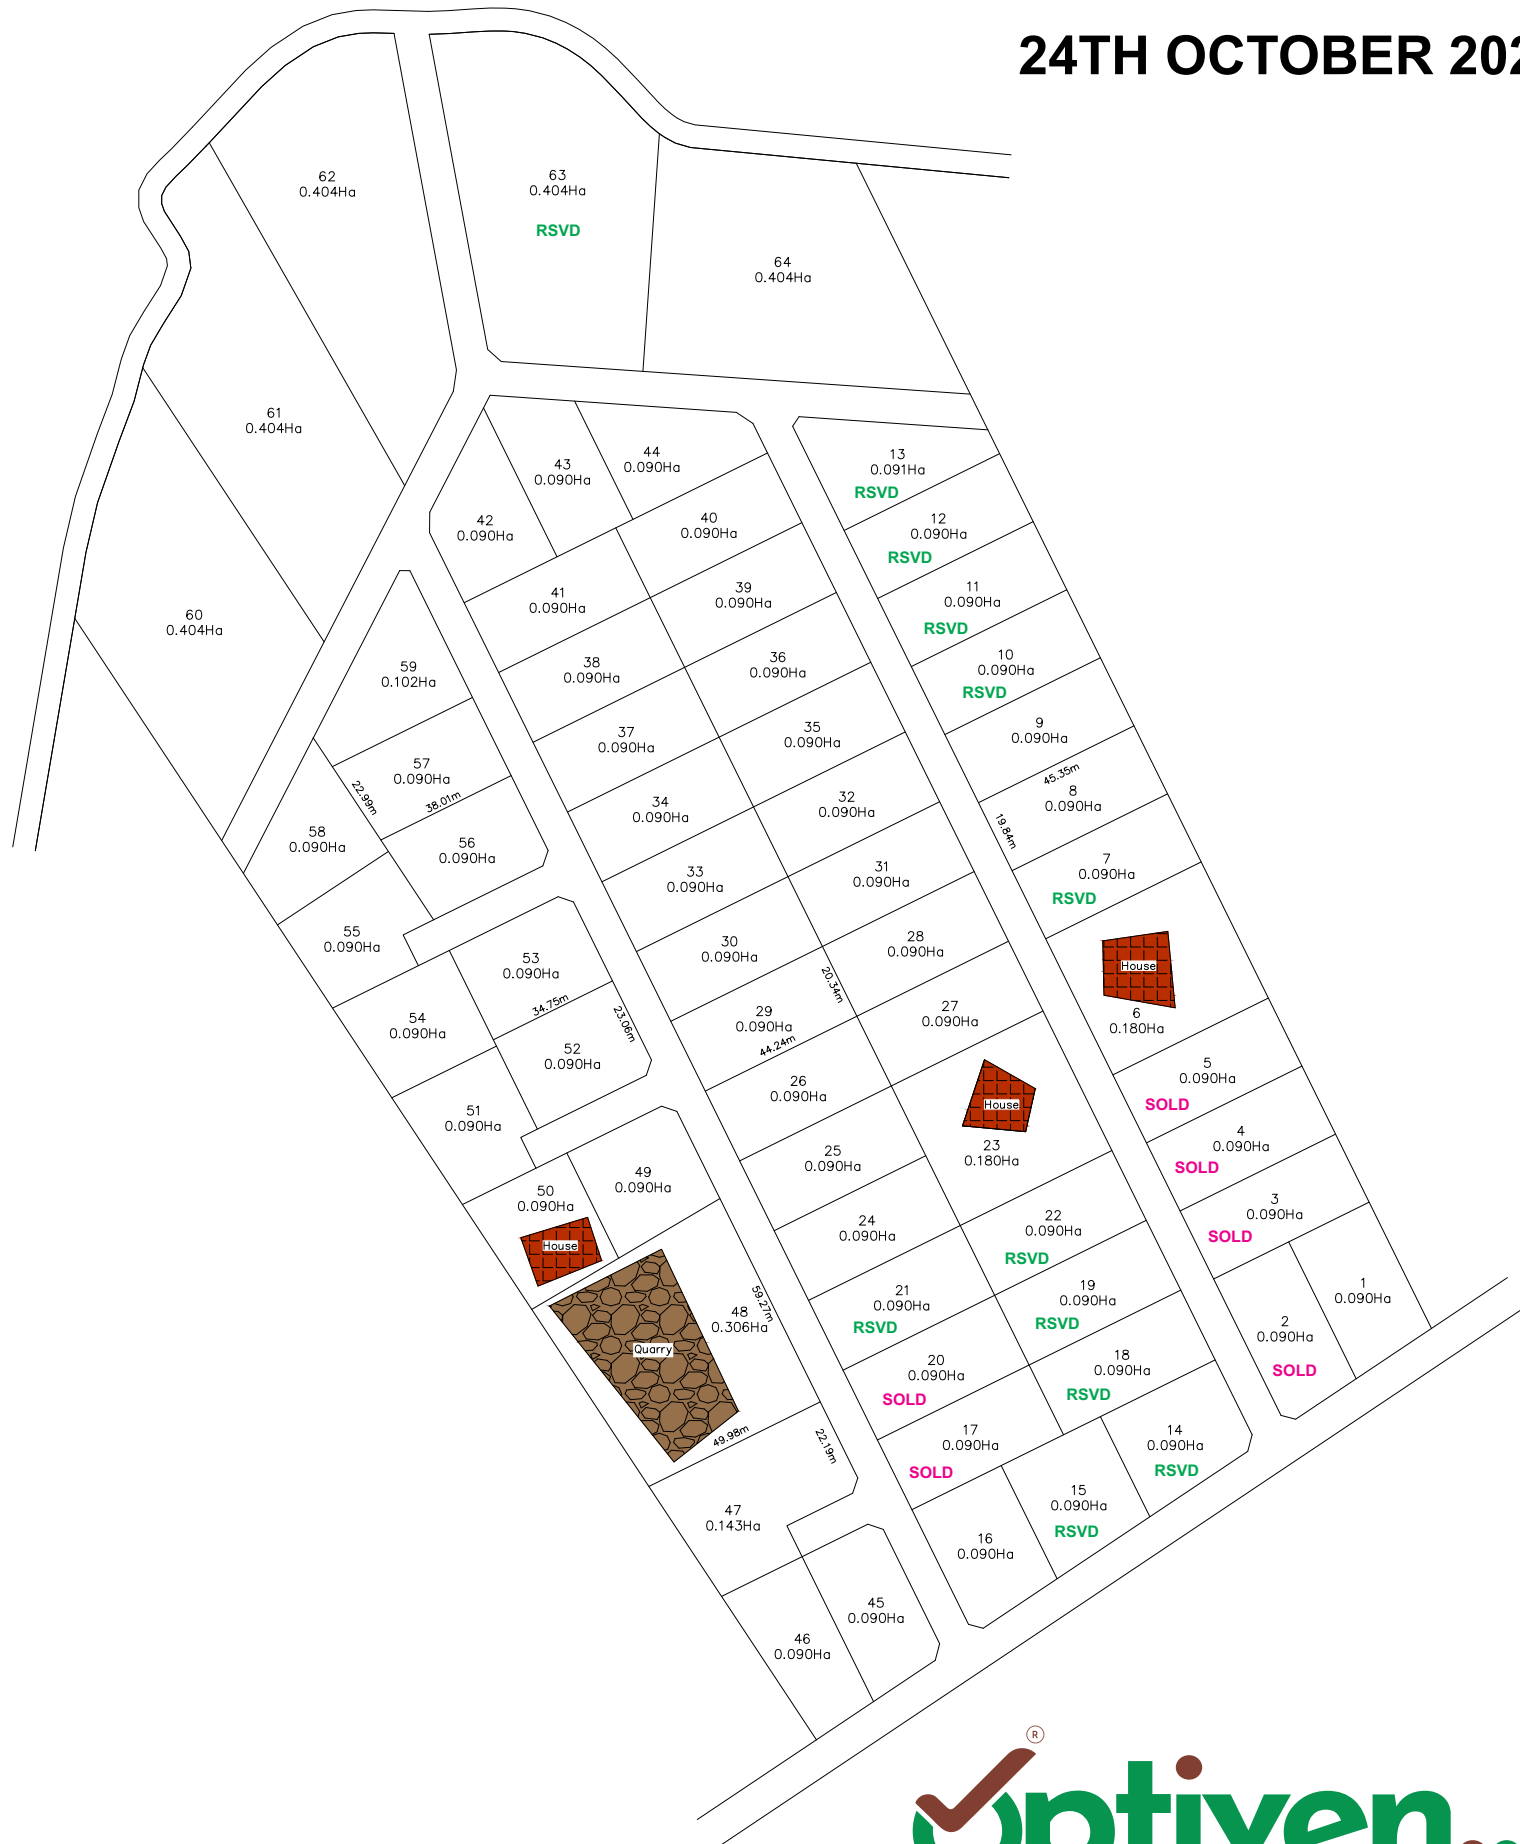 24TH OCTOBER 202
62
0.404Ha
63
0.404Ha
RSVD
64
0.404Ha
61
0.404Ha
60
0.404Ha
44
0.090Ha
43
0.090Ha
42
0.090Ha
13
0.091Ha
RSVD
12
0.090Ha
RSVD
40
0.090Ha
41
0.090Ha
39
0.090Ha
11
0.090Ha
RSVD
10
0.090Ha
RSVD
38
0.090Ha
36
0.090Ha
59
0.102Ha
37
0.090Ha
35
0.090Ha
9
0.090Ha
45.35m
8
0.090Ha
19.84m
57
0.090Ha
22.99m
38.01m
34
0.090Ha
32
0.090Ha
58
0.090Ha
56
0.090Ha
33
0.090Ha
31
0.090Ha
7
0.090Ha
RSVD
55
0.090Ha
53
0.090Ha
34.75m
23.06m
30
0.090Ha
28
0.090Ha
20.34m
House
6
0.180Ha
54
0.090Ha
52
0.090Ha
29
0.090Ha
44.24m
27
0.090Ha
26
0.090Ha
House
23
0.180Ha
5
0.090Ha
SOLD
51
0.090Ha
4
0.090Ha
SOLD
25
0.090Ha
49
0.090Ha
50
0.090Ha
House
3
0.090Ha
SOLD
24
0.090Ha
22
0.090Ha
RSVD
59.27m
48
0.306Ha
Quarry
49.98m
21
0.090Ha
RSVD
19
0.090Ha
RSVD
1
0.090Ha
2
0.090Ha
SOLD
20
0.090Ha
SOLD
18
0.090Ha
RSVD
22.19m
17
0.090Ha
SOLD
14
0.090Ha
RSVD
15
0.090Ha
RSVD
16
0.090Ha
47
0.143Ha
45
0.090Ha
46
0.090Ha
®
Optiven